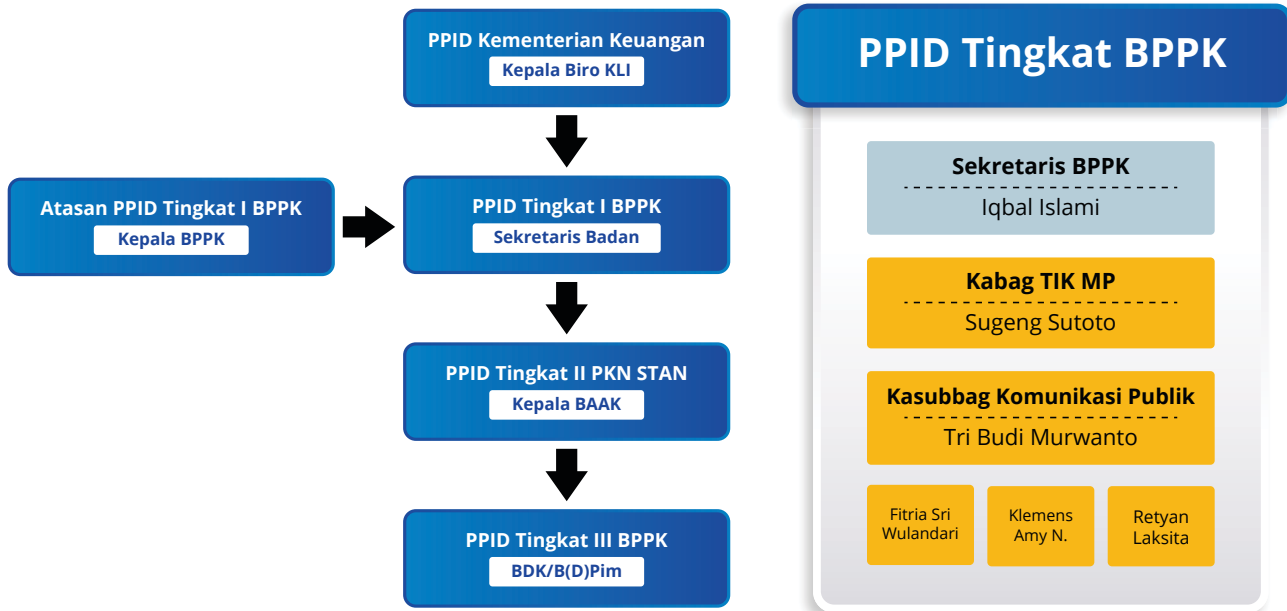 PPID Kementerian Keuangan
Kepala Biro KLI
Atasan PPID Tingkat I BPPK
Kepala BPPK
PPID Tingkat I BPPK
Sekretaris Badan
PPID Tingkat II PKN STAN
Kepala BAAK
PPID Tingkat III BPPK
BDK/B(D)Pim
PPID Tingkat BPPK
Sekretaris BPPK
Iqbal Islami
Kabag TIK MP
Sugeng Sutoto
Kasubbag Komunikasi Publik
Tri Budi Murwanto
Fitria Sri
Wulandari
Klemens
Amy N.
Retyan
Laksita